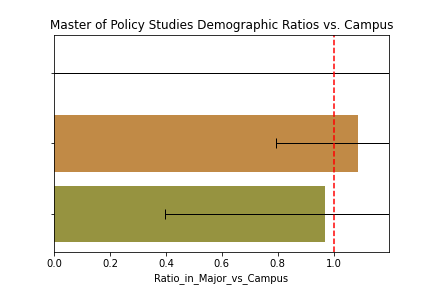 Master of Policy Studies Demographic Ratios vs. Campus
0.0 0.2 0.4 0.6 0.8 1.0
Ratio_in_Major_vs_Campus